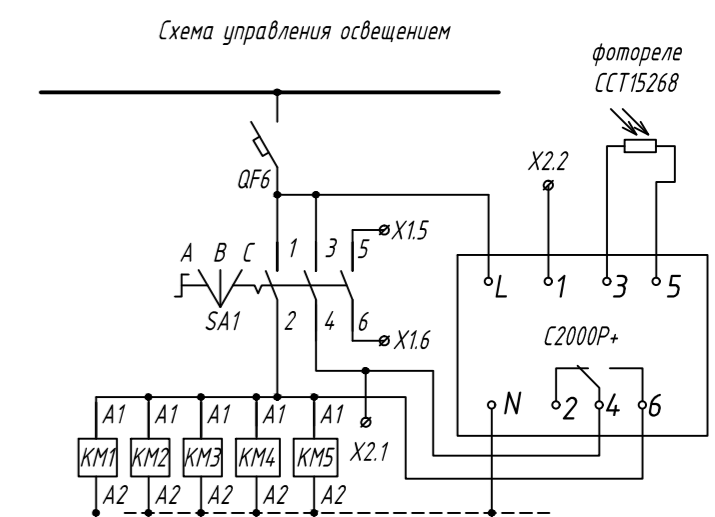 Схема управления освещением
фотореле
ССТ15268
QF6
X2.2
A B C 1 3 5 X1.5
L 1 3 5
SA1 2 4 6 X1.6
C2000P+
N 2 4 6
A1 A1 A1 A1 A1
KM1 KM2 KM3 KM4 KM5 X2.1
A2 A2 A2 A2 A2